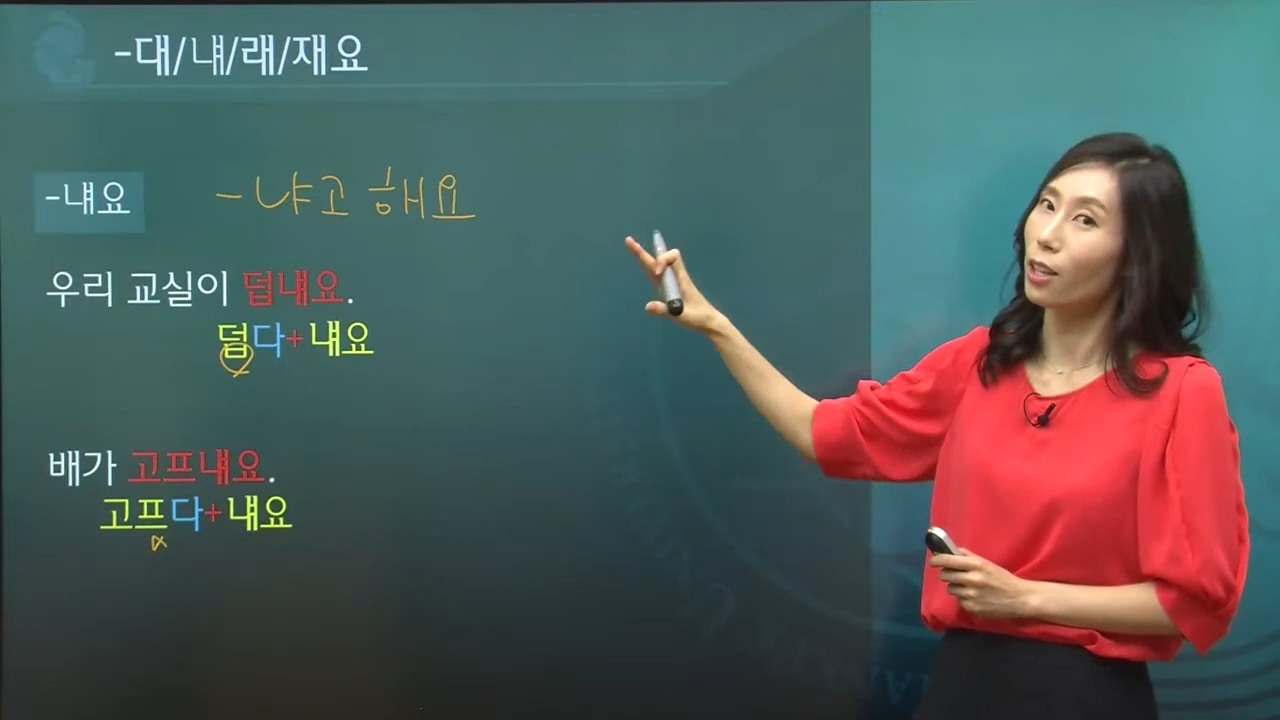 -대/냬/래/재요
-냬요 -냐고 해요
우리 교실이 덥냬요.
덥다+냬요
배가 고프냬요.
고프다+냬요
x